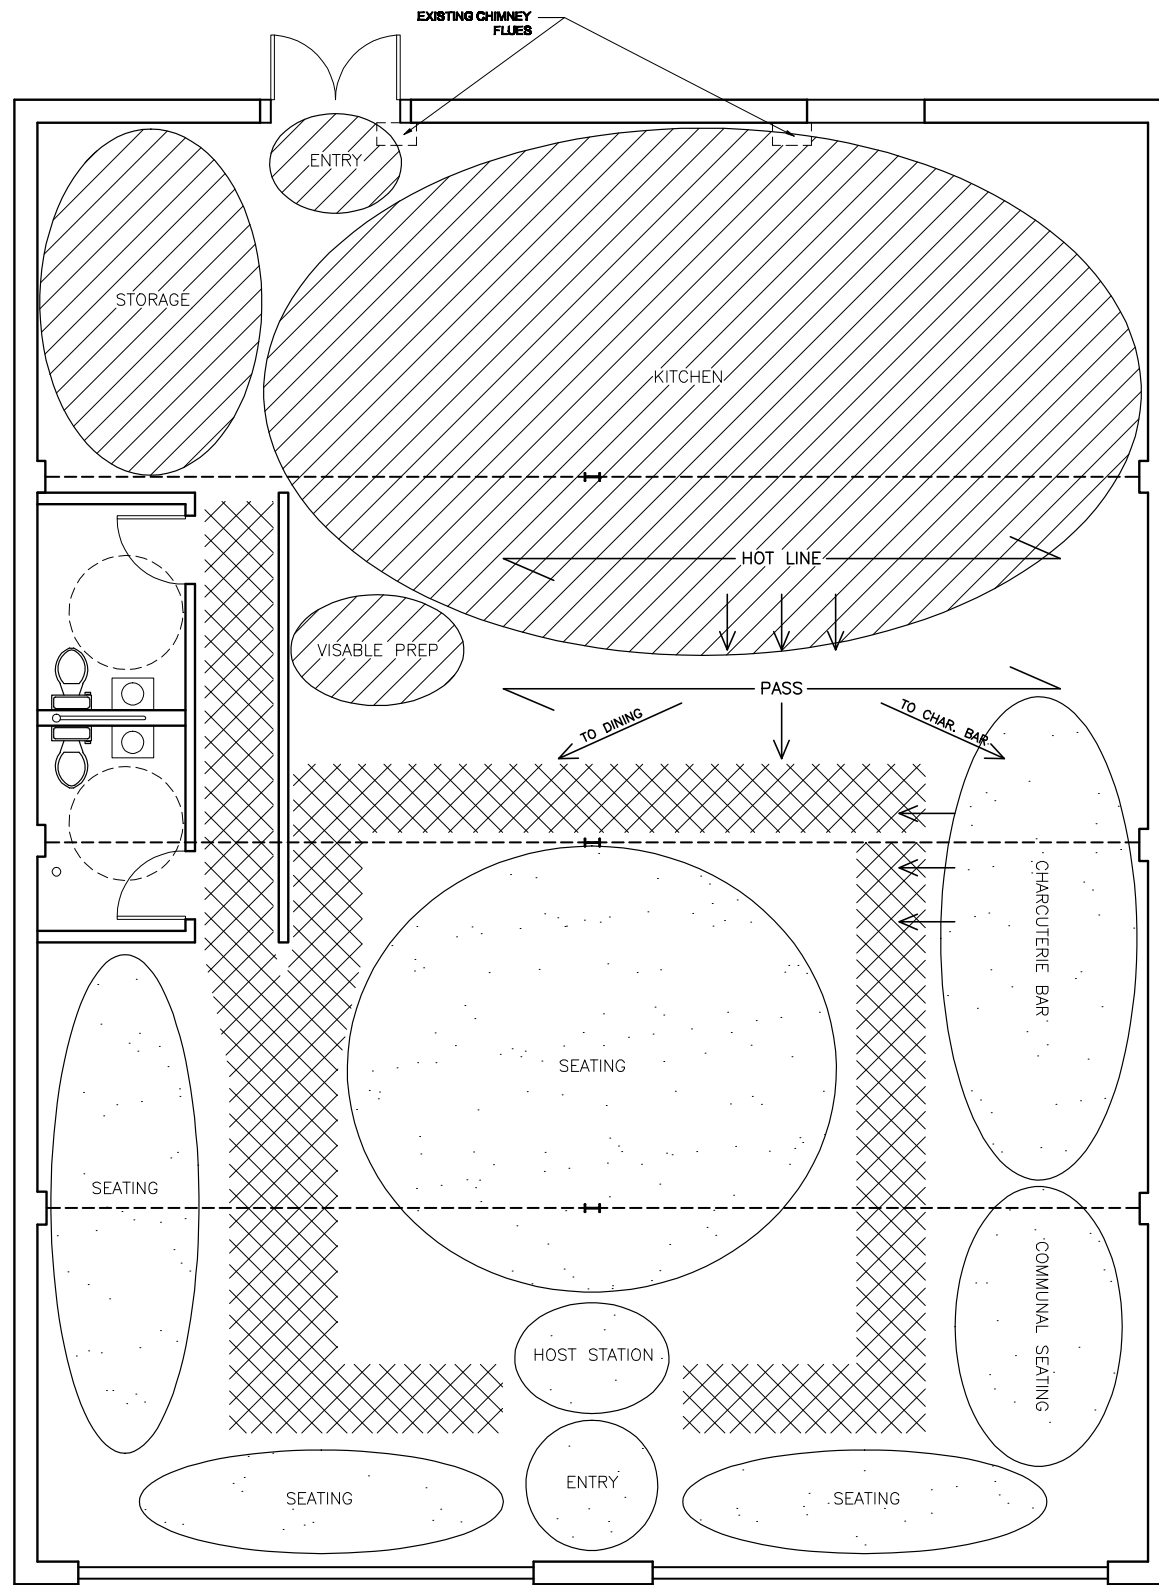 EXISTING CHIMNEY
FLUES
ENTRY
STORAGE
KITCHEN
HOT LINE
VISABLE PREP
PASS
TO DINING
TO CHAR. BAR
CHARCUTERIE BAR
SEATING
SEATING
COMMUNAL SEATING
HOST STATION
ENTRY
SEATING
SEATING